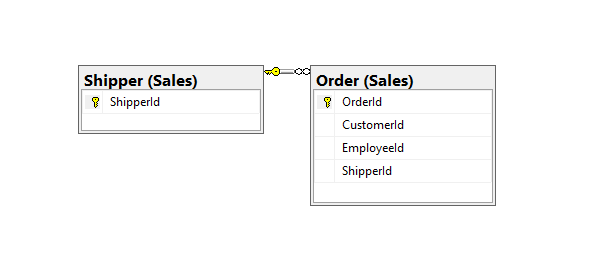 Shipper (Sales)
ShipperId
Order (Sales)
OrderId
CustomerId
EmployeeId
ShipperId